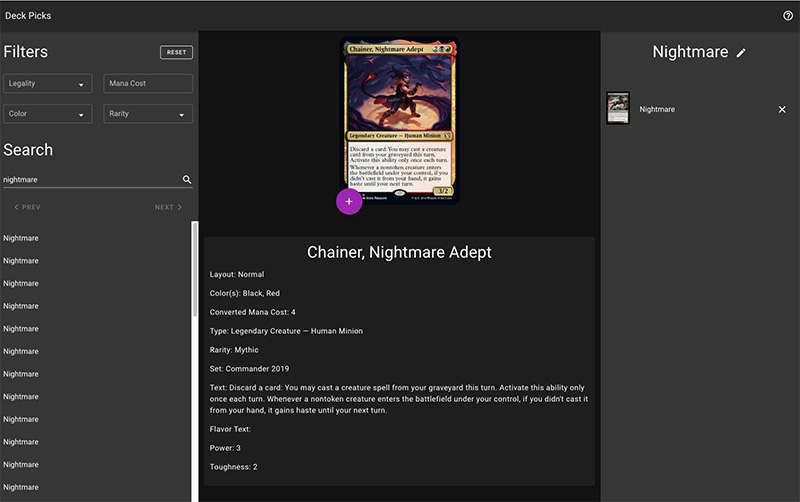 Deck Picks
Filters
RESET
Legality
Mana Cost
Color
Rarity
Search
nightmare
PREV
NEXT
Nightmare
Nightmare
Nightmare
Nightmare
Nightmare
Nightmare
Nightmare
Nightmare
Nightmare
Nightmare
Nightmare
Nightmare
Chainer, Nightmare Adept
Legendary Creature — Human Minion
Discard a card: You may cast a creature
card from your graveyard this turn.
Activate this ability only once each turn.
Whenever a nontoken creature enters
the battlefield under your control, if you
didn't cast it from your hand, it gains
haste until your next turn.
3/2
Chainer, Nightmare Adept
Layout: Normal
Color(s): Black, Red
Converted Mana Cost: 4
Type: Legendary Creature — Human Minion
Rarity: Mythic
Set: Commander 2019
Text: Discard a card: You may cast a creature spell from your graveyard this turn. Activate this ability only
once each turn. Whenever a nontoken creature enters the battlefield under your control, if you didn't cast it
from your hand, it gains haste until your next turn.
Flavor Text:
Power: 3
Toughness: 2
Nightmare
Nightmare